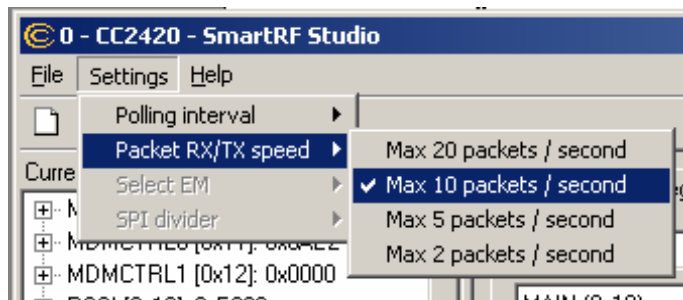 0 - CC2420 - SmartRF Studio
File Settings Help
Polling interval
Packet RX/TX speed
Select EM
SPI divider
Max 20 packets / second
Max 10 packets / second
Max 5 packets / second
Max 2 packets / second
Curre
MDMCTRL1 [0x12]: 0x0000